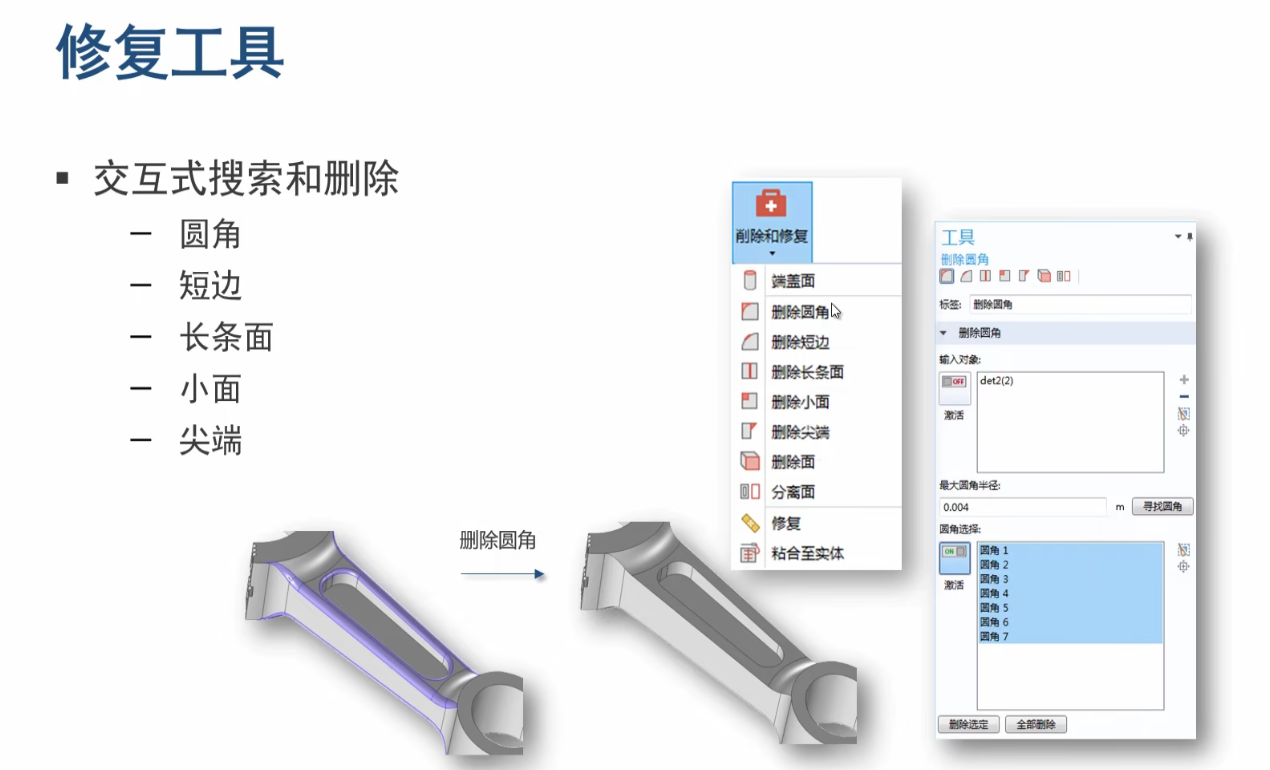 修复工具
▪ 交互式搜索和删除
– 圆角
– 短边
– 长条面
– 小面
– 尖端
删除圆角
削除和修复
端盖面
删除圆角
删除短边
删除长条面
删除小面
删除尖端
删除面
分离面
修复
粘合至实体
工具
删除圆角
标签: 删除圆角
删除圆角
输入对象:
OFF
det2(2)
激活
最大圆角半径:
0.004 m 寻找圆角
圆角选择:
ON
圆角 1
圆角 2
圆角 3
圆角 4
圆角 5
圆角 6
圆角 7
激活
删除选定 全部删除